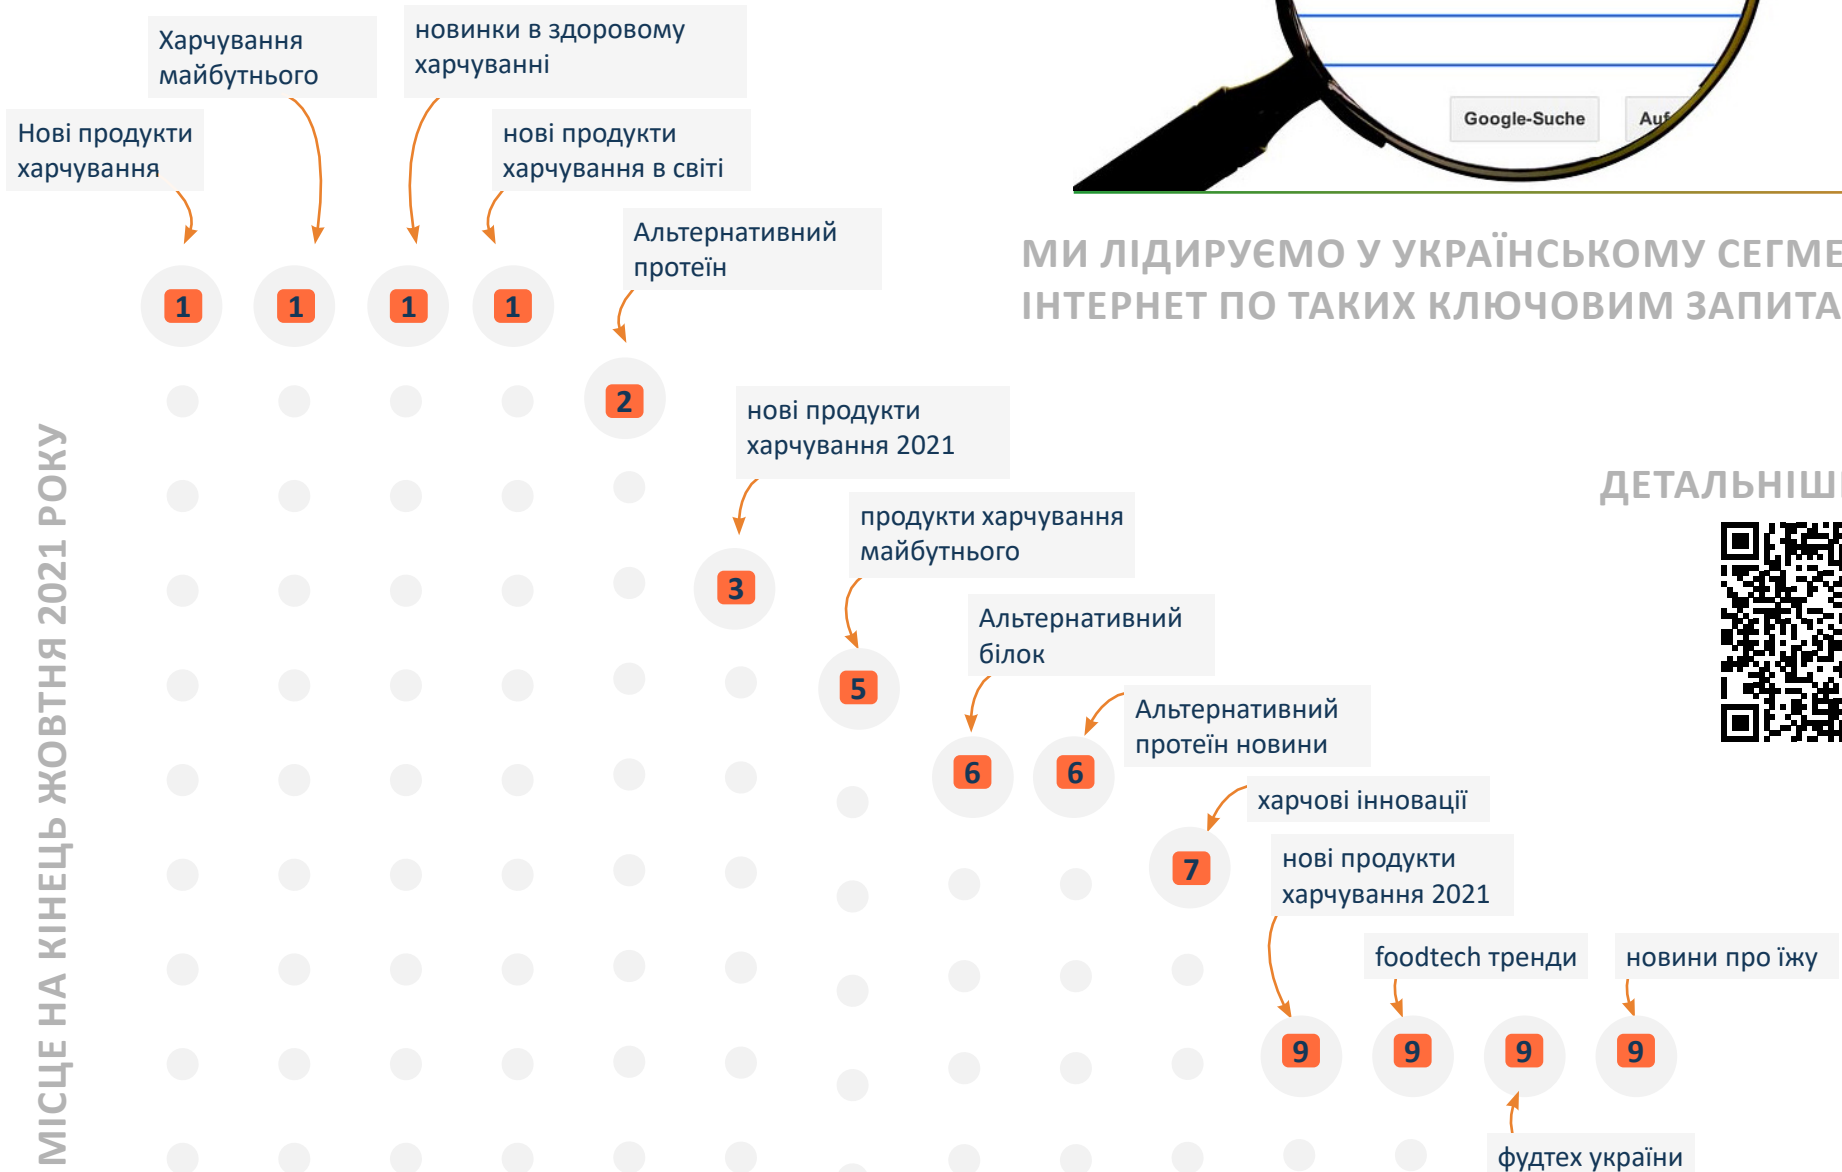 Харчування
майбутнього
новинки в здоровому
харчуванні
Нові продукти
харчування
нові продукти
харчування в світі
Google-Suche
Auf
Альтернативний
протеїн
МИ ЛІДИРУЄМО У УКРАЇНСЬКОМУ СЕГМЕ
ІНТЕРНЕТ ПО ТАКИХ КЛЮЧОВИМ ЗАПИТА
1
1
1
1
2
нові продукти
харчування 2021
ДЕТАЛЬНІШ
МІСЦЕ НА КІНЕЦЬ ЖОВТНЯ 2021 РОКУ
продукти харчування
майбутнього
3
Альтернативний
білок
5
Альтернативний
протеїн новини
6
6
харчові інновації
7
нові продукти
харчування 2021
foodtech тренди
новини про їжу
9
9
9
9
фудтех україни